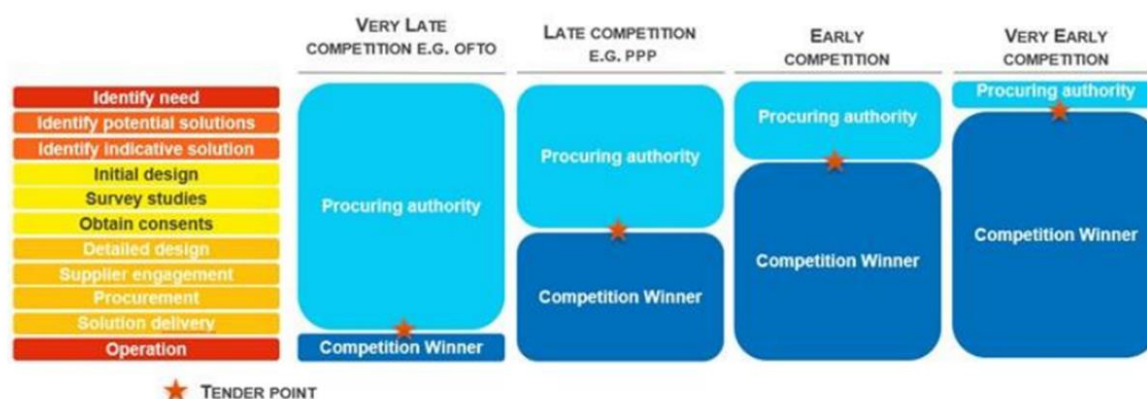 VERY LATE
COMPETITION E.G. OFTO
LATE COMPETITION
E.G. PPP
EARLY
COMPETITION
VERY EARLY
COMPETITION
Identify need
Identify potential solutions
Identify indicative solution
Initial design
Survey studies
Obtain consents
Detailed design
Supplier engagement
Procurement
Solution delivery
Operation
Procuring authority
Competition Winner
Procuring authority
Competition Winner
Procuring authority
Competition Winner
Procuring authority
Competition Winner
TENDER POINT